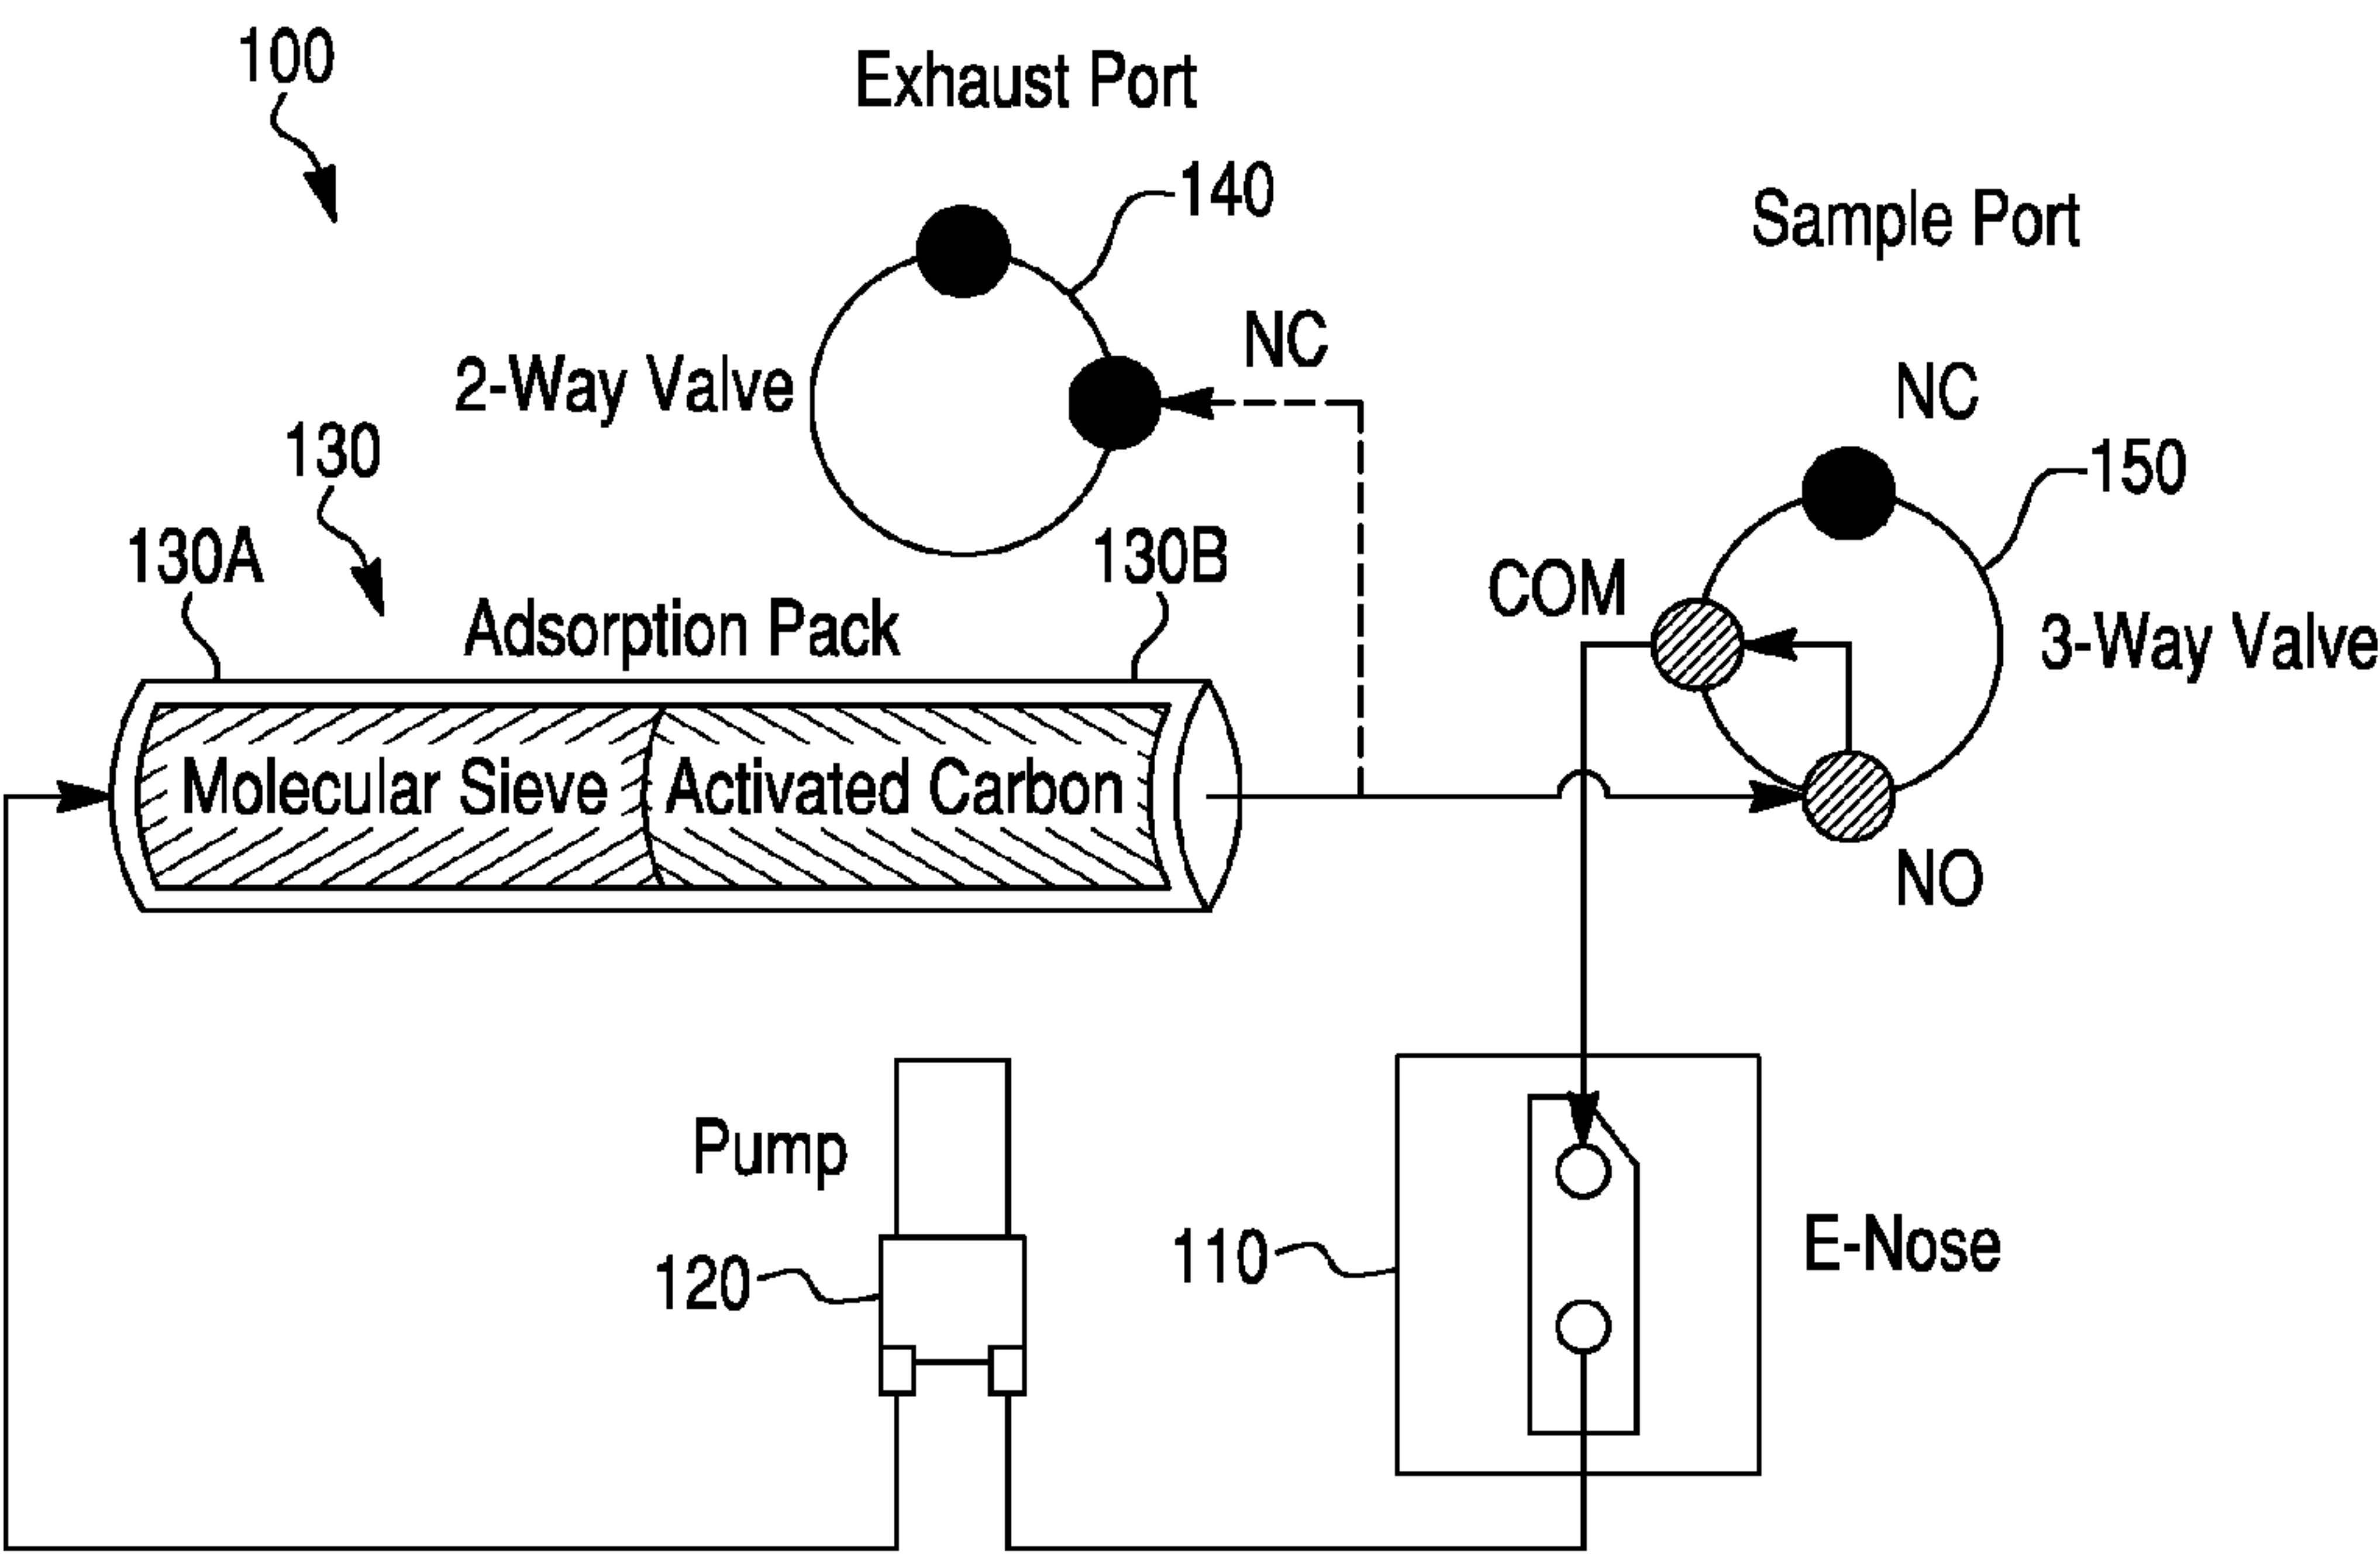 100
Exhaust Port
140
Sample Port
NC
2-Way Valve
NC
130
150
130A
130B
COM
Adsorption Pack
3-Way Valve
Molecular Sieve
Activated Carbon
NO
Pump
110
E-Nose
120